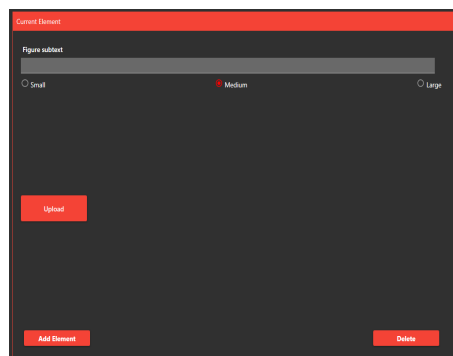 Current Element
Figure subtext
Small Medium Large
Upload
Add Element Delete